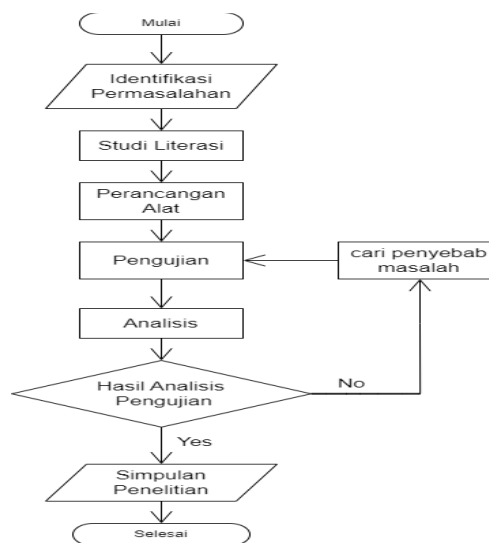 Mulai
Identifikasi
Permasalahan
Studi Literasi
Perancangan
Alat
Pengujian
cari penyebab
masalah
Analisis
Hasil Analisis
Pengujian
No
Yes
Simpulan
Penelitian
Selesai